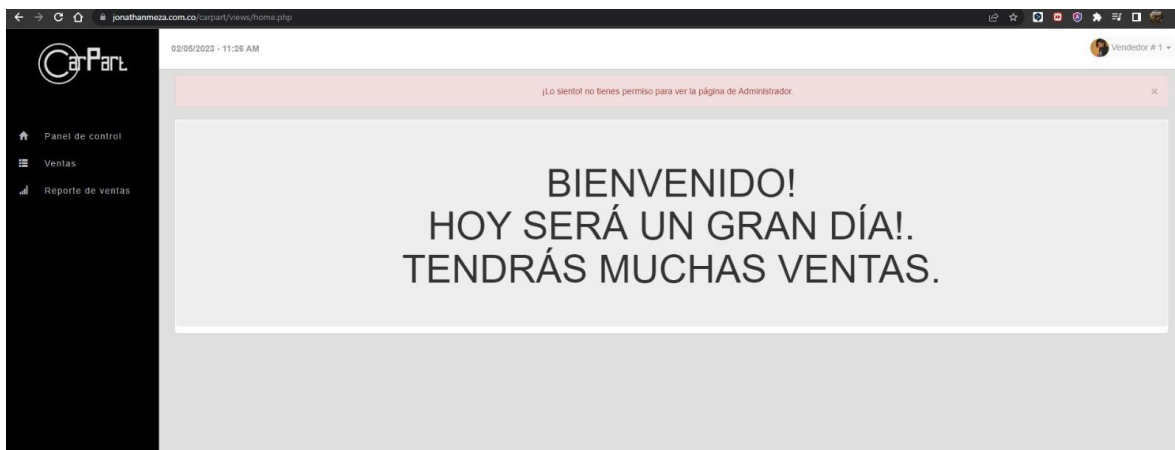 jonathanmeza.com.co/carpart/views/home.php
CarPart
02/05/2023 - 11:26 AM
Vendedor # 1
¡Lo siento! no tienes permiso para ver la página de Administrador.
×
Panel de control
Ventas
Reporte de ventas
BIENVENIDO!
HOY SERÁ UN GRAN DÍA!.
TENDRÁS MUCHAS VENTAS.